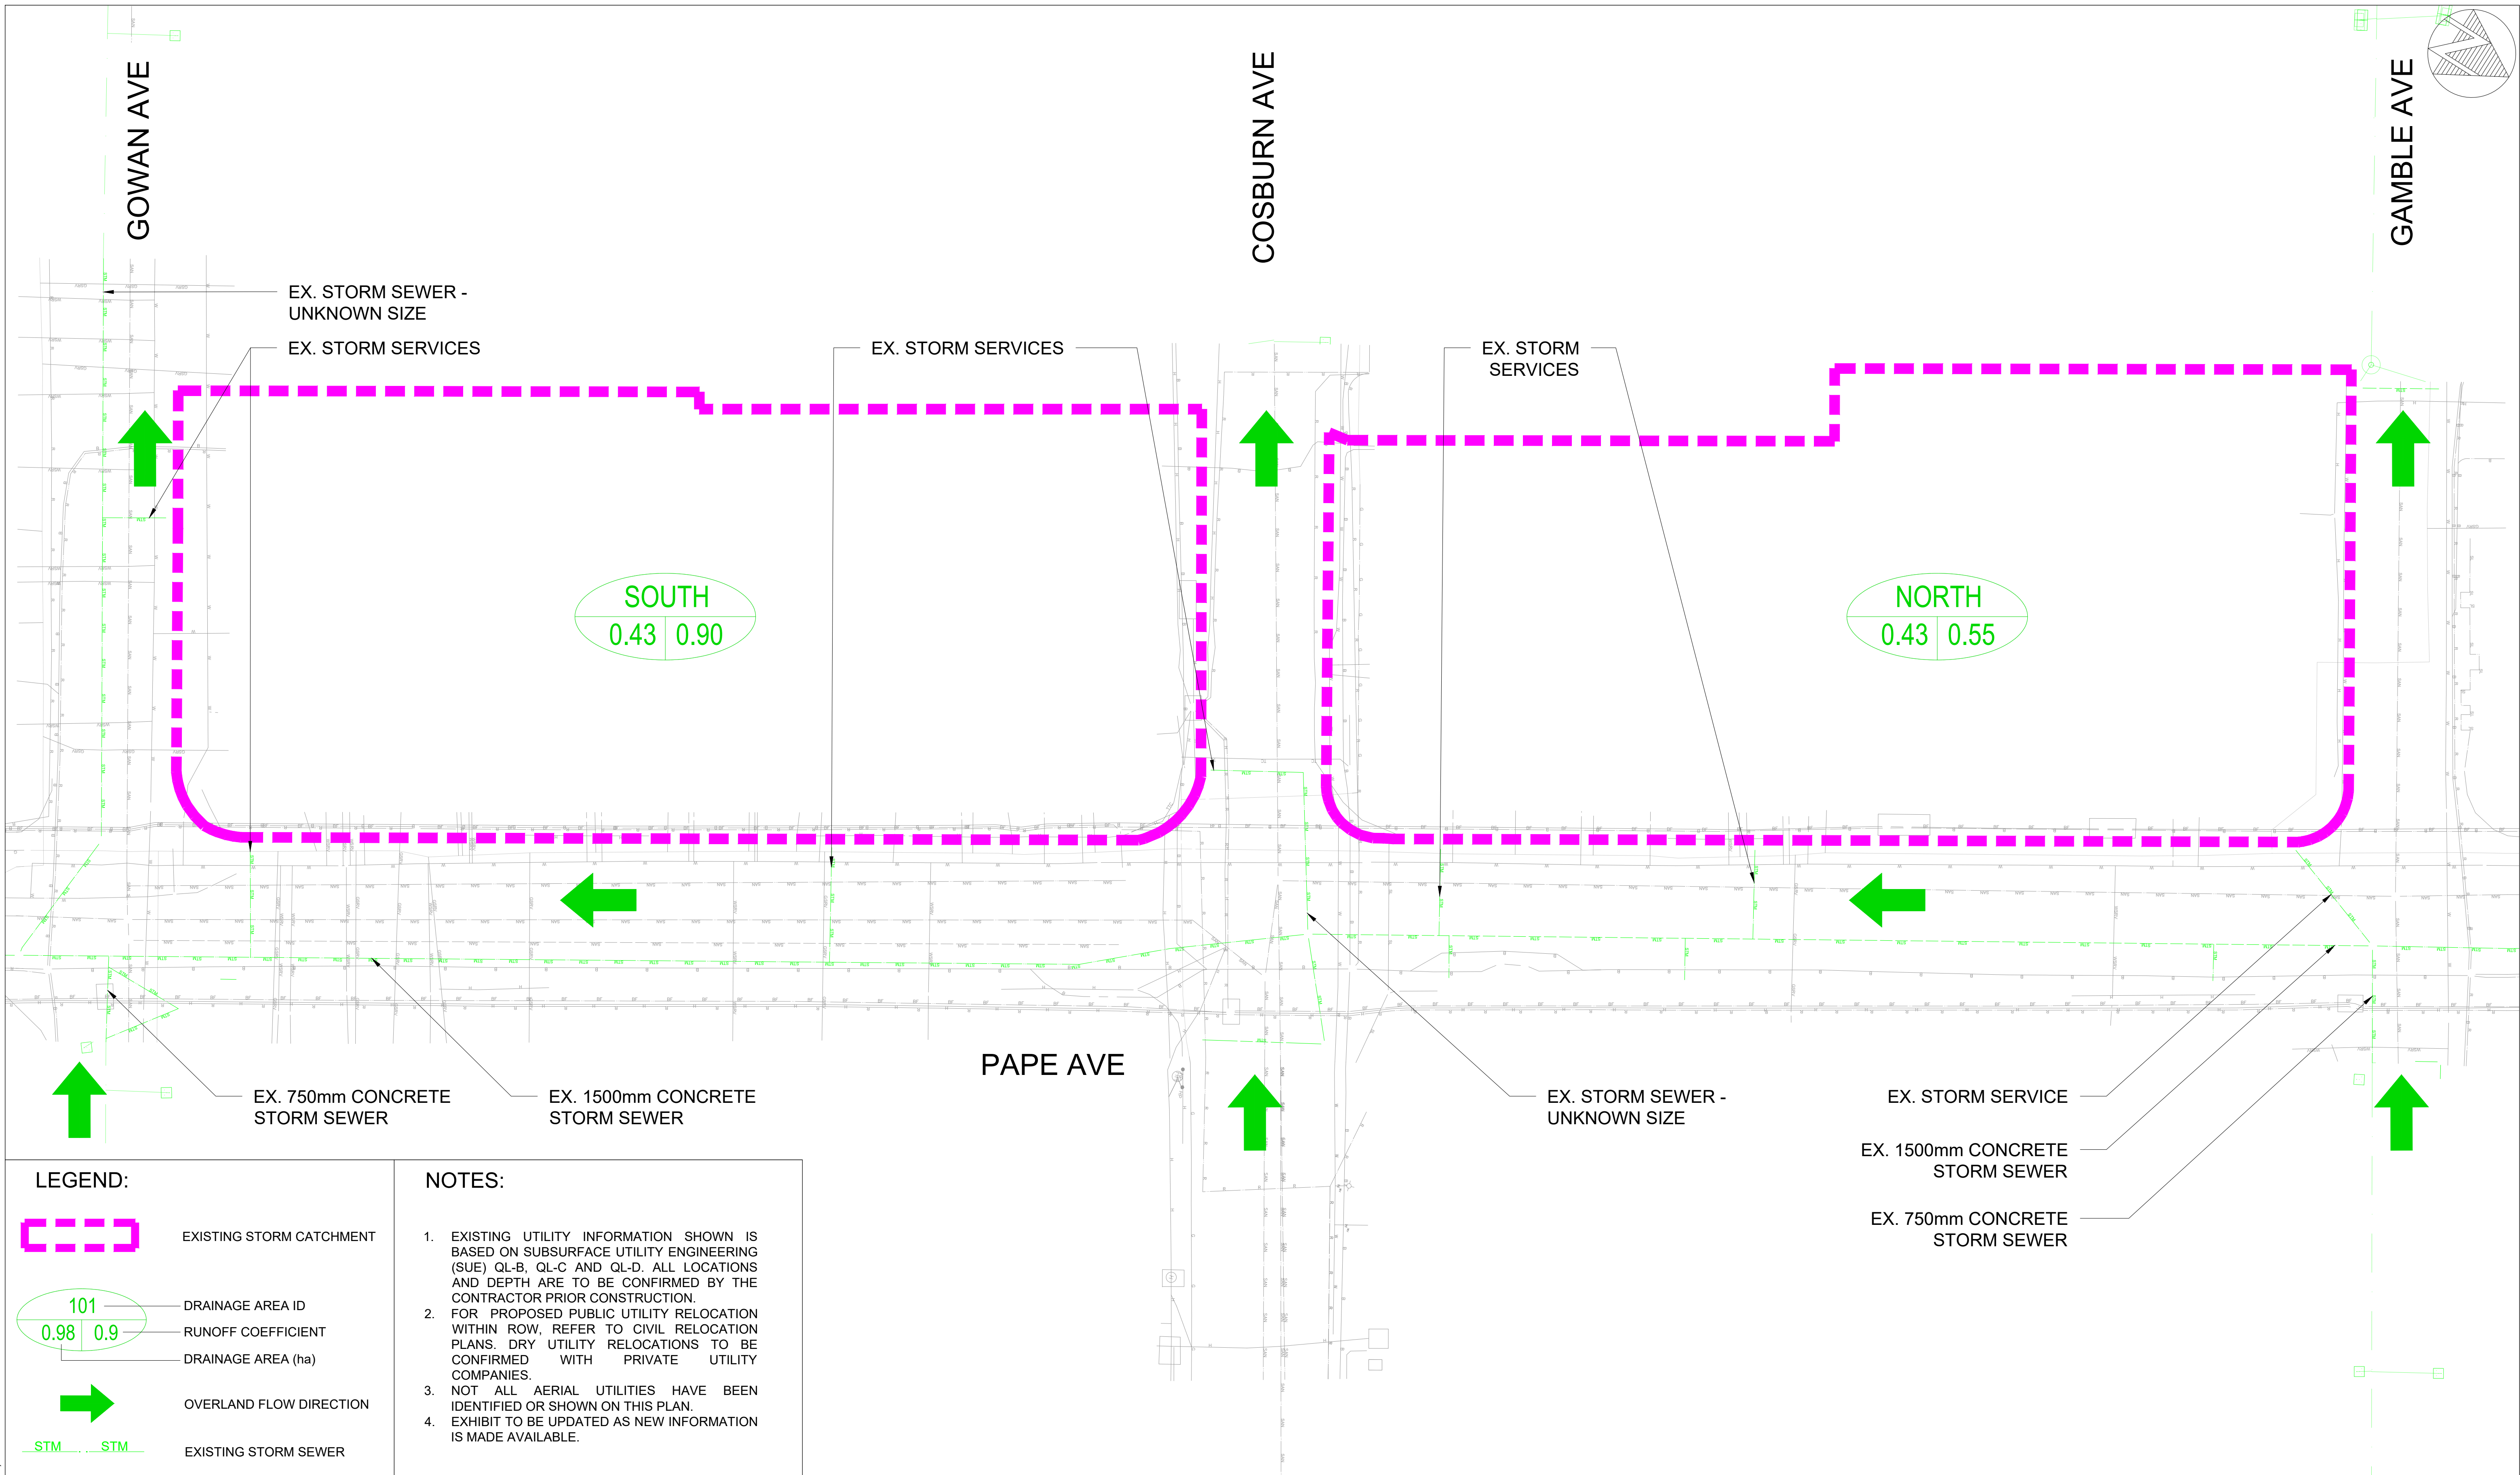 GOWAN AVE
COSBURN AVE
GAMBLE AVE
EX. STORM SEWER -
UNKNOWN SIZE
EX. STORM SERVICES
EX. STORM SERVICES
EX. STORM
SERVICES
SOUTH
0.43 0.90
NORTH
0.43 0.55
PAPE AVE
EX. 750mm CONCRETE
STORM SEWER
EX. 1500mm CONCRETE
STORM SEWER
EX. STORM SEWER -
UNKNOWN SIZE
EX. STORM SERVICE
EX. 1500mm CONCRETE
STORM SEWER
EX. 750mm CONCRETE
STORM SEWER
LEGEND:
EXISTING STORM CATCHMENT
101
0.98 0.9
DRAINAGE AREA ID
RUNOFF COEFFICIENT
DRAINAGE AREA (ha)
OVERLAND FLOW DIRECTION
STM STM
EXISTING STORM SEWER
NOTES:
1. EXISTING UTILITY INFORMATION SHOWN IS
BASED ON SUBSURFACE UTILITY ENGINEERING
(SUE) QL-B, QL-C AND QL-D. ALL LOCATIONS
AND DEPTH ARE TO BE CONFIRMED BY THE
CONTRACTOR PRIOR CONSTRUCTION.
2. FOR PROPOSED PUBLIC UTILITY RELOCATION
WITHIN ROW, REFER TO CIVIL RELOCATION
PLANS. DRY UTILITY RELOCATIONS TO BE
CONFIRMED WITH PRIVATE UTILITY
COMPANIES.
3. NOT ALL AERIAL UTILITIES HAVE BEEN
IDENTIFIED OR SHOWN ON THIS PLAN.
4. EXHIBIT TO BE UPDATED AS NEW INFORMATION
IS MADE AVAILABLE.